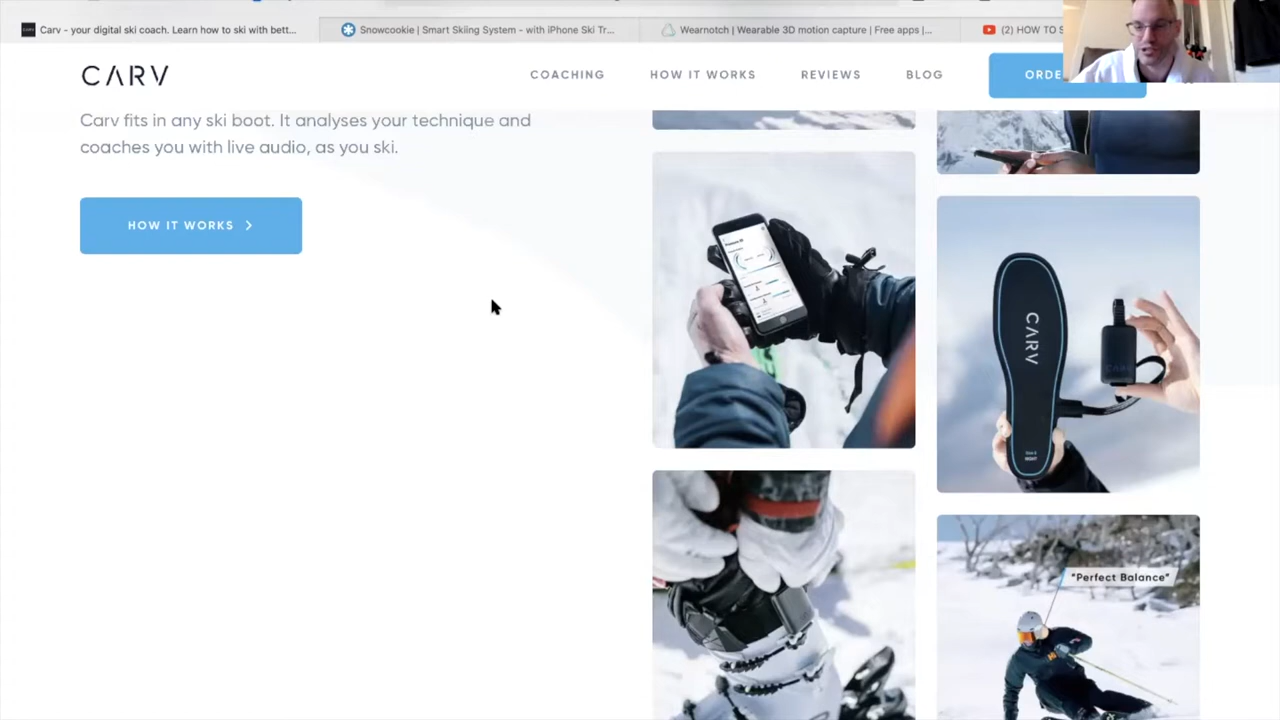 Carv - your digital ski coach. Learn how to ski with bett...
Snowcookie | Smart Skiing System - with iPhone Ski Tr...
Wearnotch | Wearable 3D motion capture | Free apps |...
(2) HOW TO S
CARV
COACHING
HOW IT WORKS
REVIEWS
BLOG
ORDE
Carv fits in any ski boot. It analyses your technique and
coaches you with live audio, as you ski.
HOW IT WORKS
CARV
"Perfect Balance"